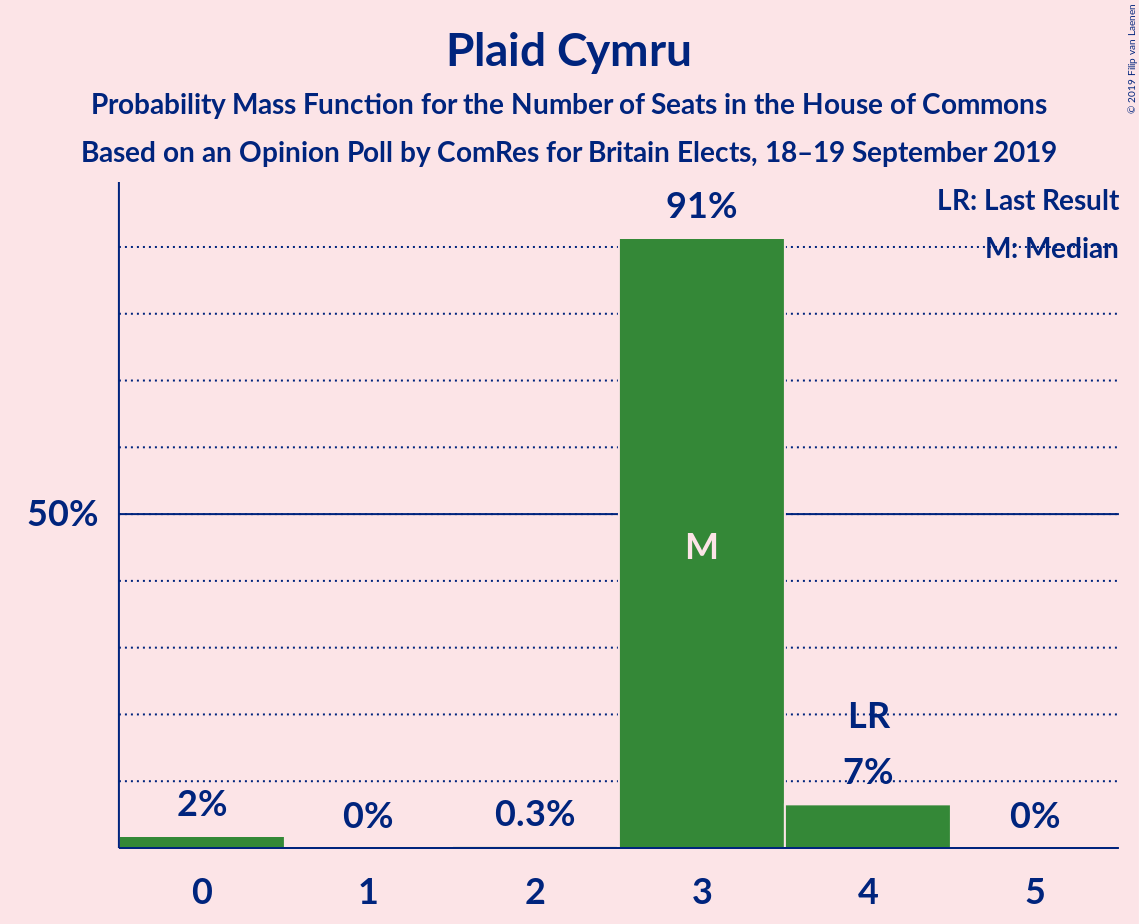 Plaid Cymru
Probability Mass Function for the Number of Seats in the House of Commons
Based on an Opinion Poll by ComRes for Britain Elects, 18–19 September 2019
© 2019 Filip van Laenen
LR: Last Result
M: Median
91%
50%
M
LR
7%
2%
0%
0.3%
0%
0 1 2 3 4 5